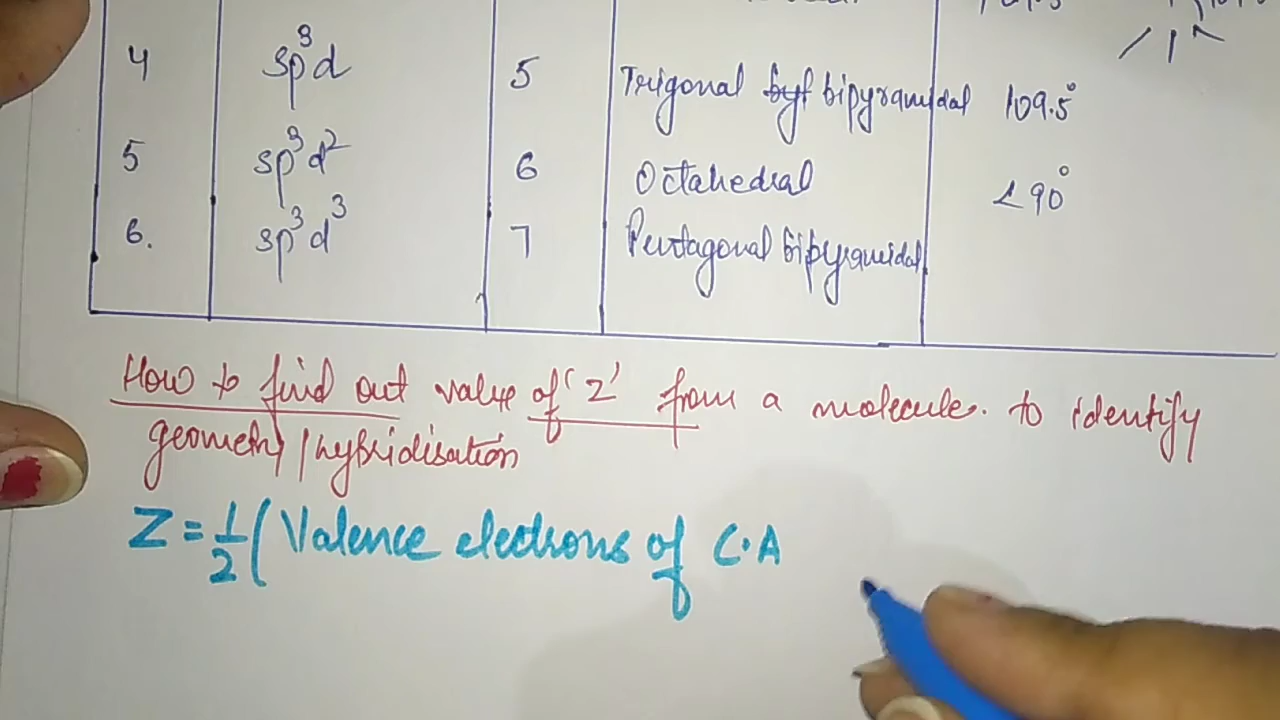 4 sp³d 5 Trigonal byf bipyramidal 109.5°
5 sp³d² 6 Octahedral <90°
6. sp³d³ 7 Pentagonal bipyramidal
How to find out value of 'Z' from a molecule. to identify
geometry/hybridisation
Z = 1/2 (Valence electrons of C.A